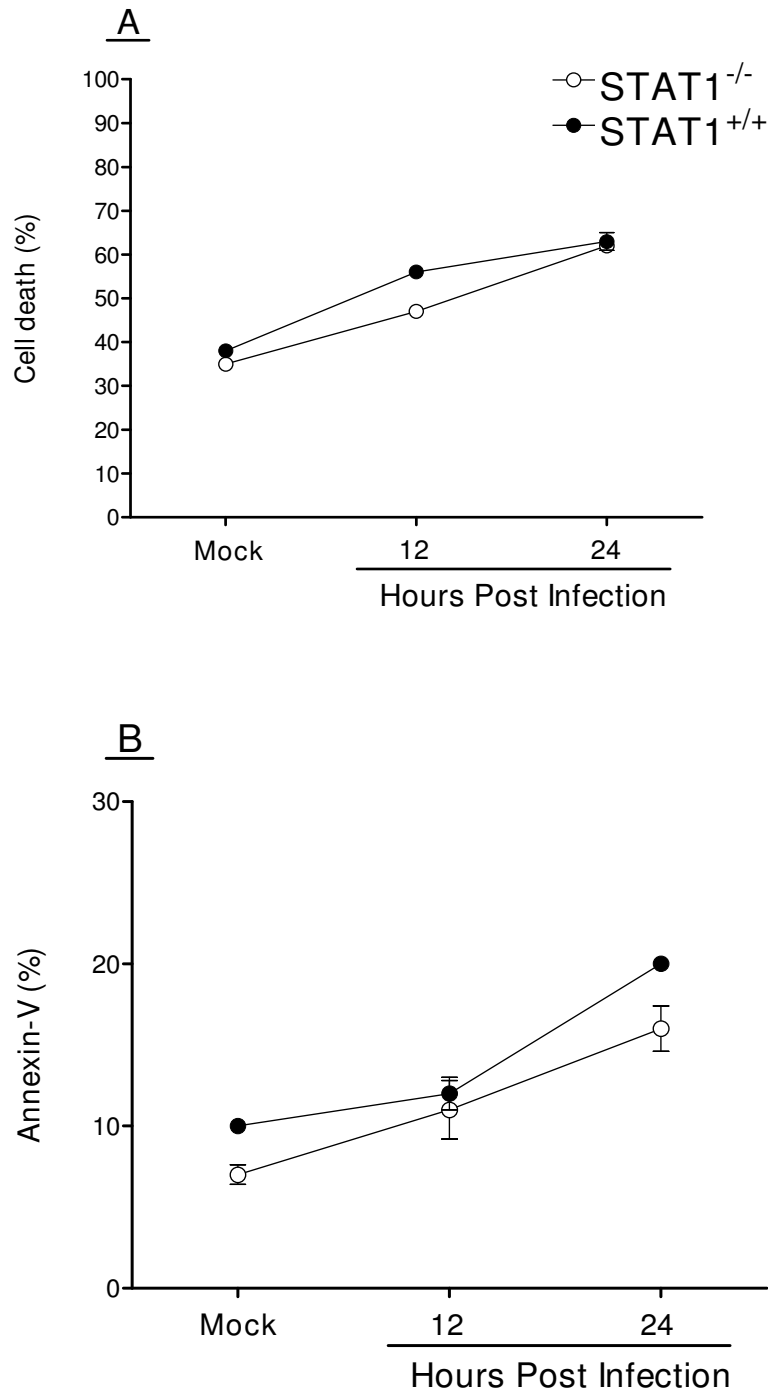 A
STAT1-/-
STAT1+/+
100
90
80
70
60
50
40
30
20
10
0
Cell death (%)
Mock 12 24
Hours Post Infection
B
30
20
10
0
Annexin-V (%)
Mock 12 24
Hours Post Infection